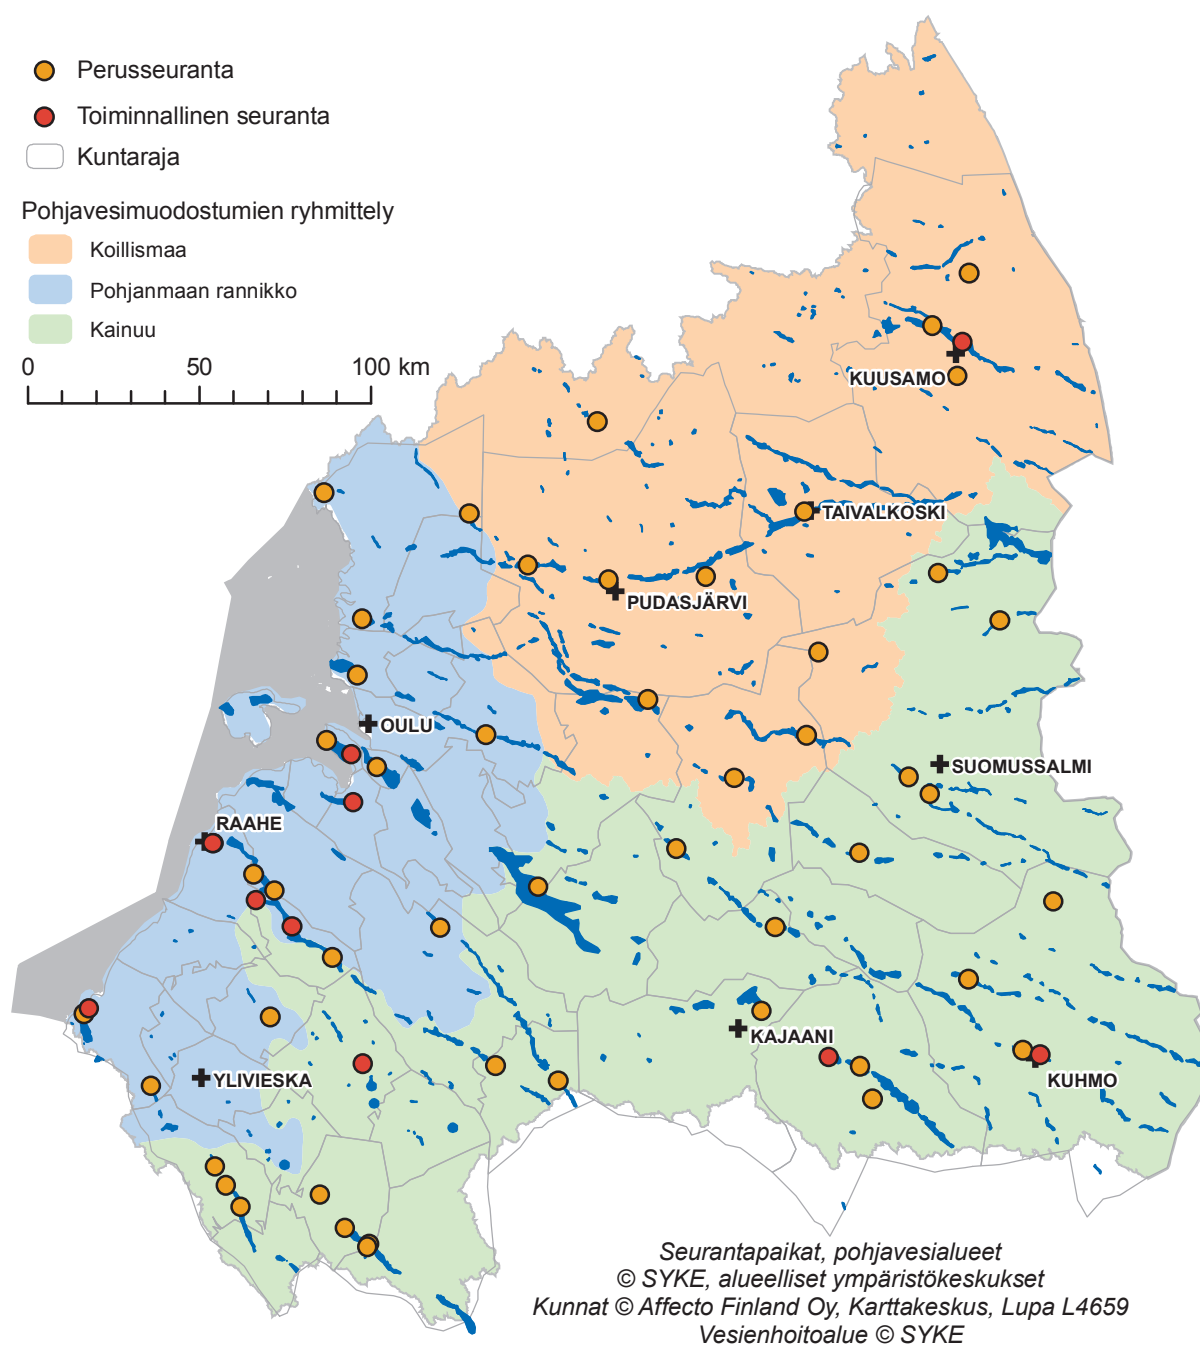 Perusseuranta
Toiminnallinen seuranta
Kuntaraja
Pohjavesimuodostumien ryhmittely
Koillismaa
Pohjanmaan rannikko
Kainuu
0 50 100 km
KUUSAMO
TAIVALKOSKI
PUDASJÄRVI
OULU
SUOMUSSALMI
RAAHE
KAJAANI
YLIVIESKA
KUHMO
Seurantapaikat, pohjavesialueet
© SYKE, alueelliset ympäristökeskukset
Kunnat © Affecto Finland Oy, Karttakeskus, Lupa L4659
Vesienhoitoalue © SYKE